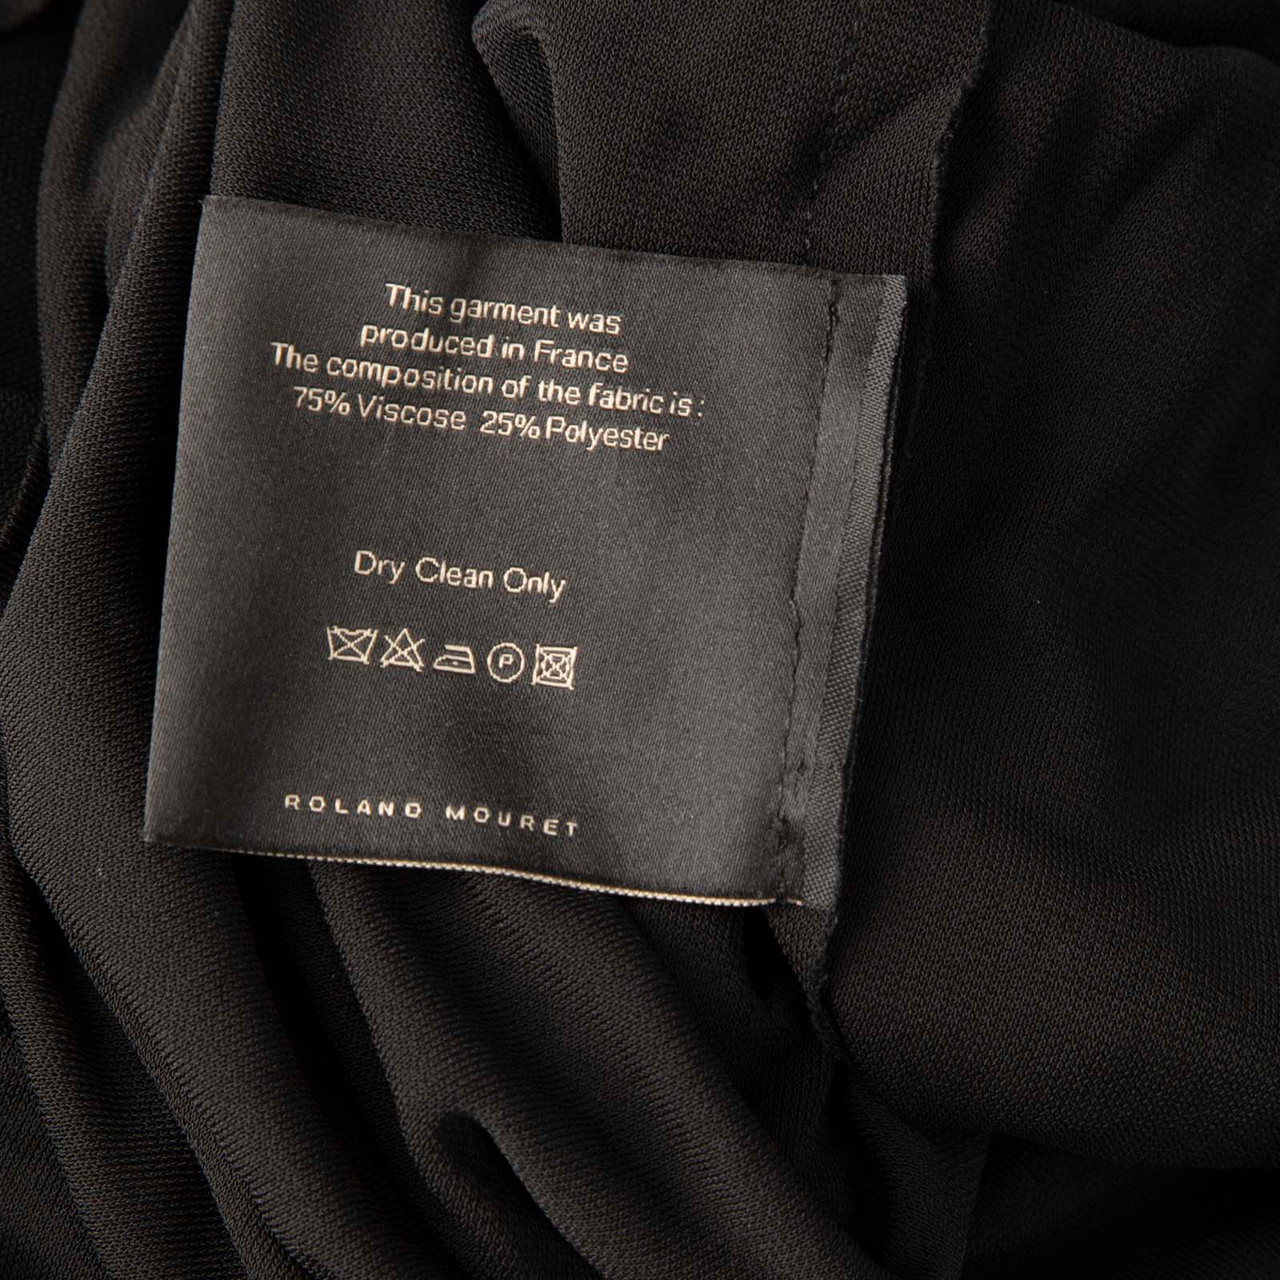 This garment was
produced in France
The composition of the fabric is :
75% Viscose 25% Polyester
Dry Clean Only
P
ROLAND MOURET